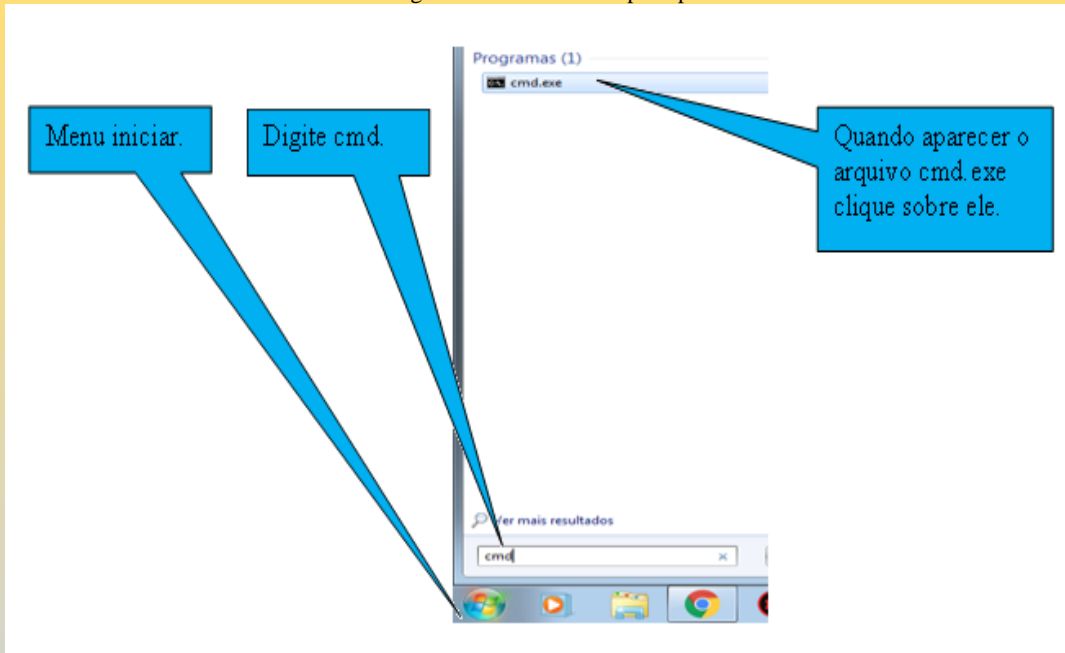 Programas (1)
cmd.exe
Menu iniciar.
Digite cmd.
Quando aparecer o
arquivo cmd.exe
clique sobre ele.
Ver mais resultados
cmd